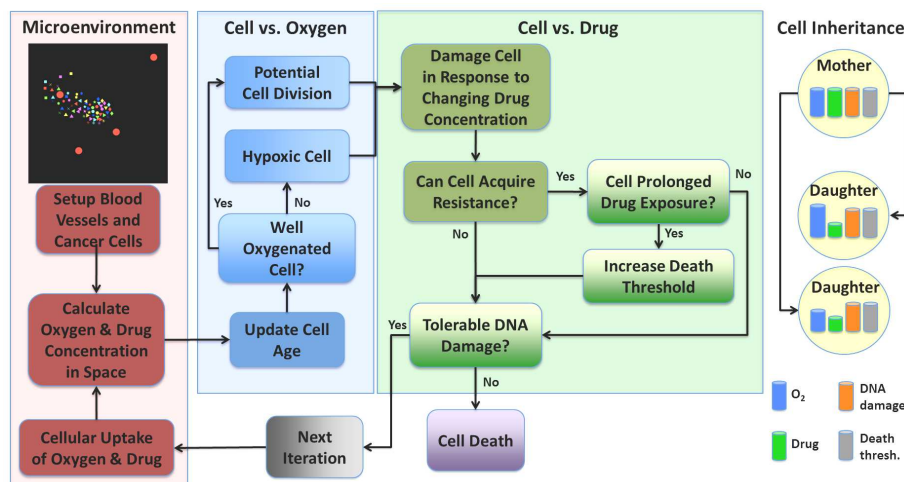 Microenvironment
Setup Blood
Vessels and
Cancer Cells
Calculate
Oxygen & Drug
Concentration
in Space
Cellular Uptake
of Oxygen & Drug
Cell vs. Oxygen
Potential
Cell Division
Hypoxic Cell
Yes
No
Well
Oxygenated
Cell?
Update Cell
Age
Next
Iteration
Cell vs. Drug
Damage Cell
in Response to
Changing Drug
Concentration
No
Can Cell Acquire
Resistance?
Yes
Cell Prolonged
Drug Exposure?
No
Yes
Increase Death
Threshold
Yes
Tolerable DNA
Damage?
No
Cell Death
Cell Inheritance
Mother
Daughter
Daughter
O₂
DNA
damage
Drug
Death
thresh.